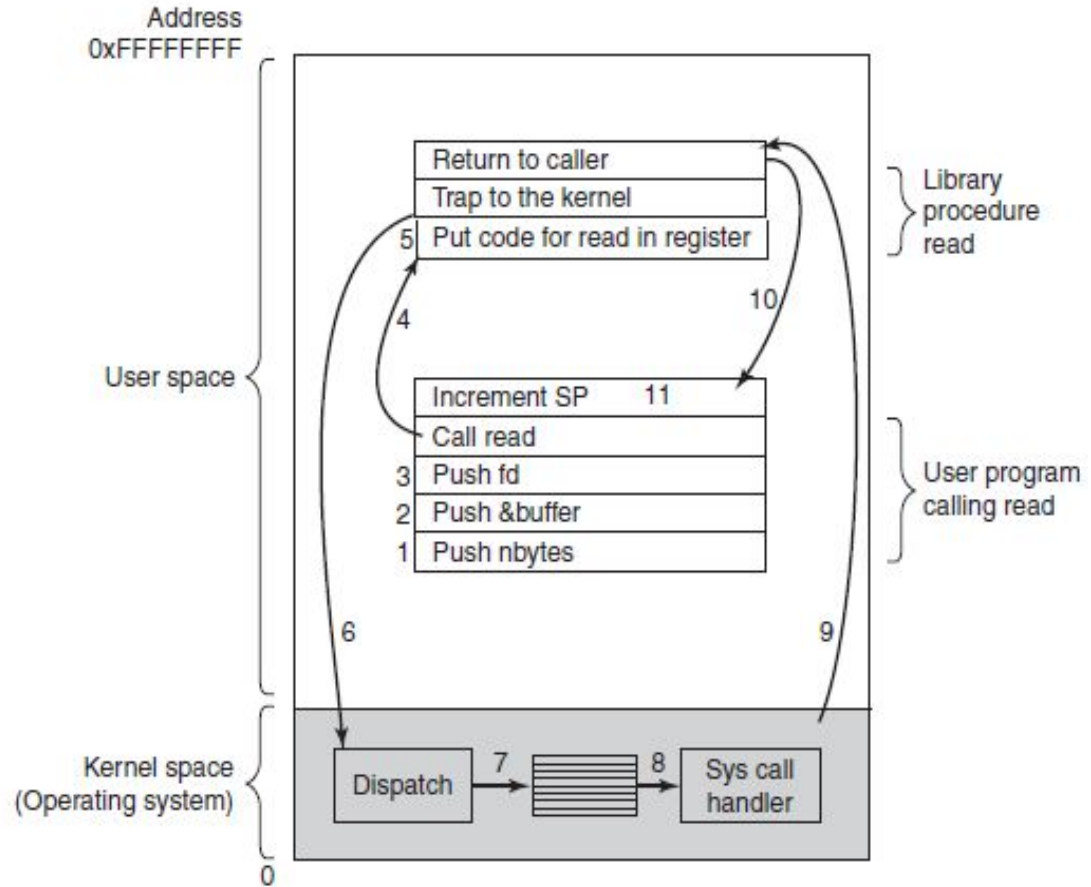 Address
0xFFFFFFFF
Return to caller
Trap to the kernel
5 Put code for read in register
Library
procedure
read
4
10
User space
Increment SP 11
Call read
3 Push fd
2 Push &buffer
1 Push nbytes
User program
calling read
6
9
Kernel space
(Operating system)
Dispatch
7
8
Sys call
handler
0